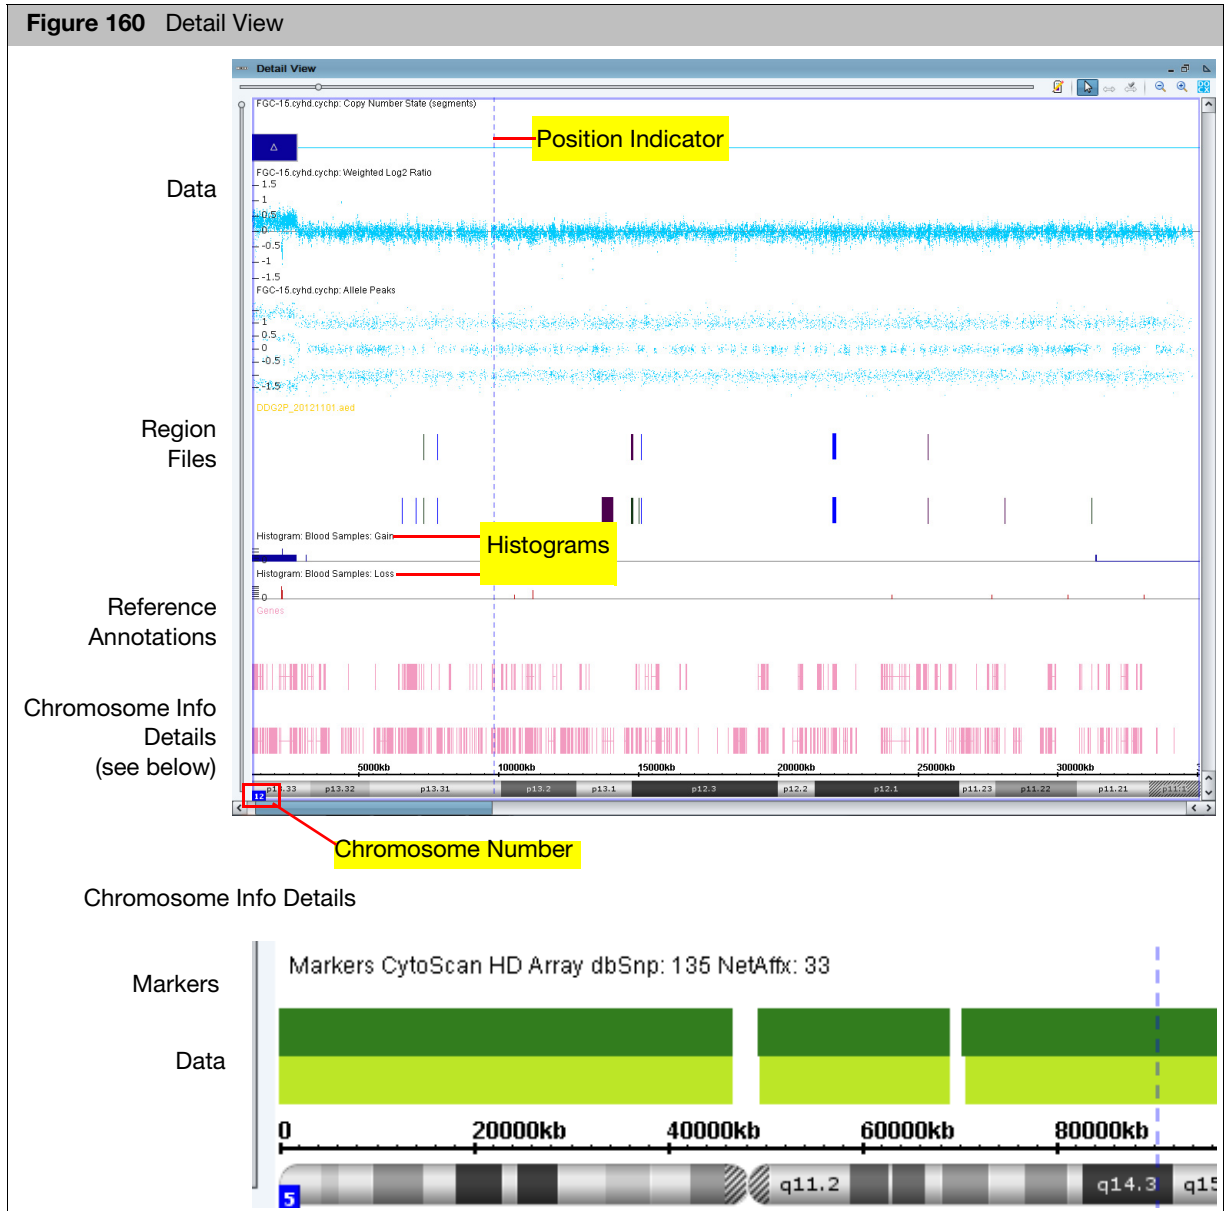 Figure 160 Detail View
Detail View
FGC-15.cyhd.cychp: Copy Number State (segments)
Position Indicator
Data
FGC-15.cyhd.cychp: Weighted Log2 Ratio
1.5
1
0.5
0
-0.5
-1
-1.5
FGC-15.cyhd.cychp: Allele Peaks
1
0.5
0
-0.5
-1.5
DDG2P_20121101.aed
Region
Files
Histogram: Blood Samples: Gain
Histograms
Histogram: Blood Samples: Loss
0
Reference
Annotations
Genes
Chromosome Info
Details
(see below)
5000kb 10000kb 15000kb 20000kb 25000kb 30000kb
12 p13.33 p13.32 p13.31 p13.2 p13.1 p12.3 p12.2 p12.1 p11.23 p11.22 p11.21 p11.1
Chromosome Number
Chromosome Info Details
Markers
Markers CytoScan HD Array dbSnp: 135 NetAffx: 33
Data
0 20000kb 40000kb 60000kb 80000kb
5 q11.2 q14.3 q15